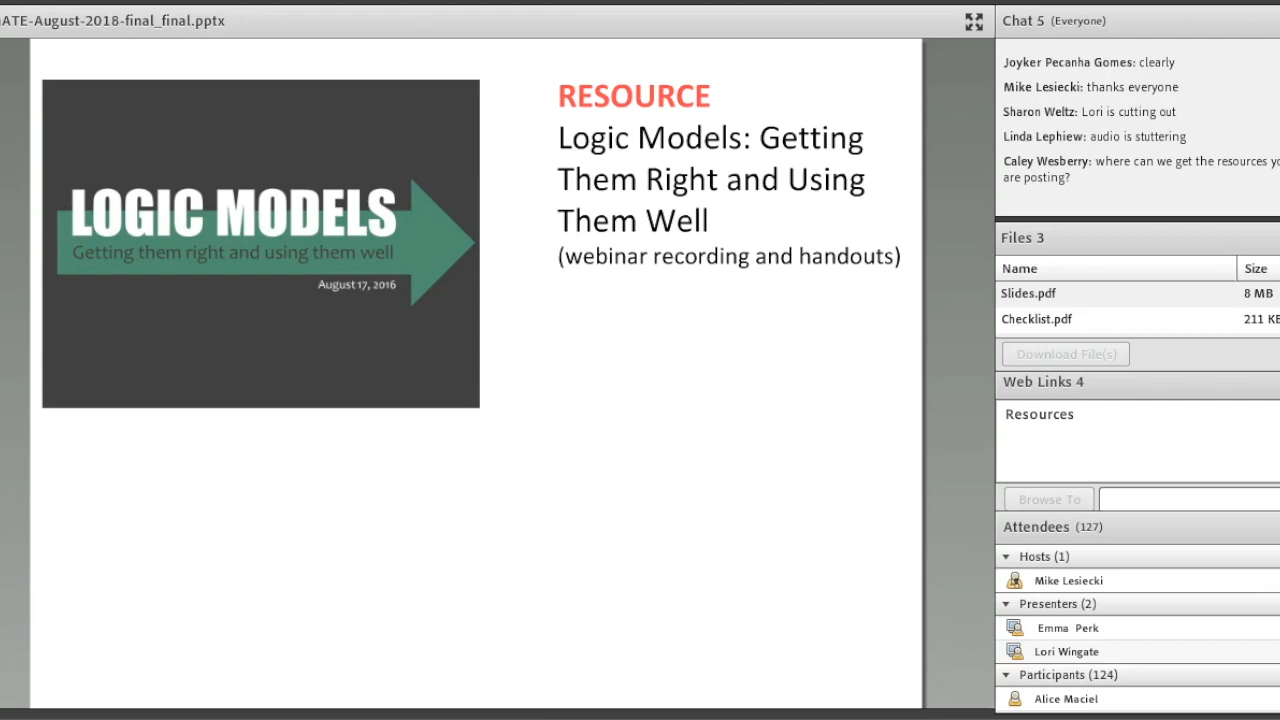 ATE-August-2018-final_final.pptx
LOGIC MODELS
Getting them right and using them well
August 17, 2016
RESOURCE
Logic Models: Getting
Them Right and Using
Them Well
(webinar recording and handouts)
Chat 5 (Everyone)
Joyker Pecanha Gomes: clearly
Mike Lesiecki: thanks everyone
Sharon Weltz: Lori is cutting out
Linda Lephiew: audio is stuttering
Caley Wesberry: where can we get the resources yo
are posting?
Files 3
Name Size
Slides.pdf 8 MB
Checklist.pdf 211 KB
Download File(s)
Web Links 4
Resources
Browse To
Attendees (127)
Hosts (1)
Mike Lesiecki
Presenters (2)
Emma Perk
Lori Wingate
Participants (124)
Alice Maciel